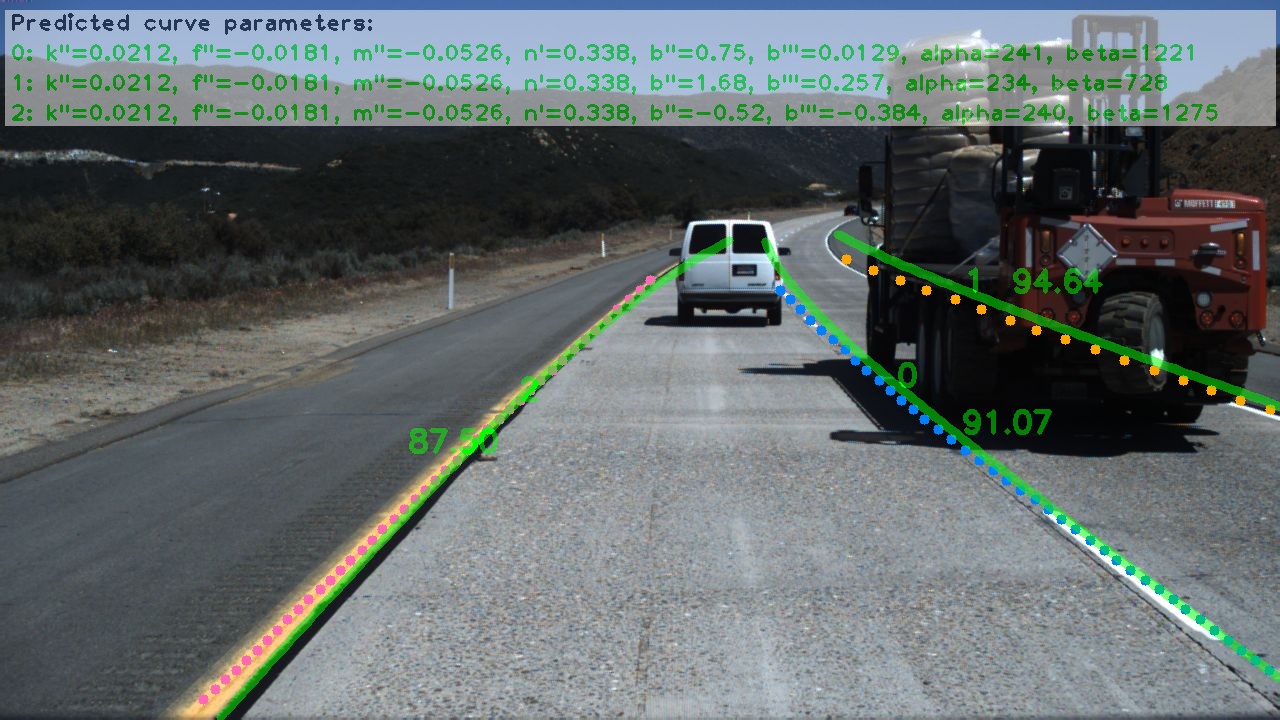 Predicted curve parameters:
0: k''=0.0212, f''=-0.0181, m''=-0.0526, n'=0.338, b''=0.75, b'''=0.0129, alpha=241, beta=1221
1: k''=0.0212, f''=-0.0181, m''=-0.0526, n'=0.338, b''=1.68, b'''=0.257, alpha=234, beta=728
2: k''=0.0212, f''=-0.0181, m''=-0.0526, n'=0.338, b''=-0.52, b'''=-0.384, alpha=240, beta=1275
MOFFETT
1 94.64
0
91.07
87.50